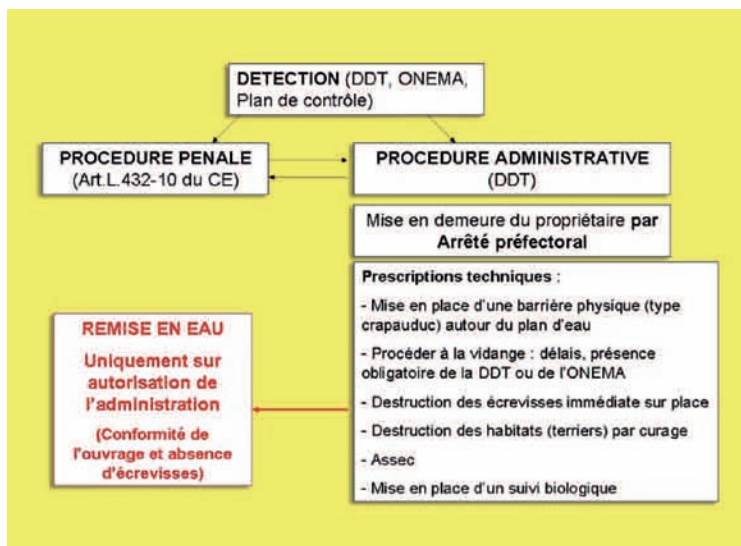 DETECTION (DDT, ONEMA,
Plan de contrôle)
PROCEDURE PENALE
(Art.L.432-10 du CE)
PROCEDURE ADMINISTRATIVE
(DDT)
Mise en demeure du propriétaire par
Arrêté préfectoral
Prescriptions techniques :
- Mise en place d'une barrière physique (type
crapauduc) autour du plan d'eau
- Procéder à la vidange : délais, présence
obligatoire de la DDT ou de l'ONEMA
- Destruction des écrevisses immédiate sur place
- Destruction des habitats (terriers) par curage
- Assec
- Mise en place d'un suivi biologique
REMISE EN EAU
Uniquement sur
autorisation de
l'administration
(Conformité de
l'ouvrage et absence
d'écrevisses)